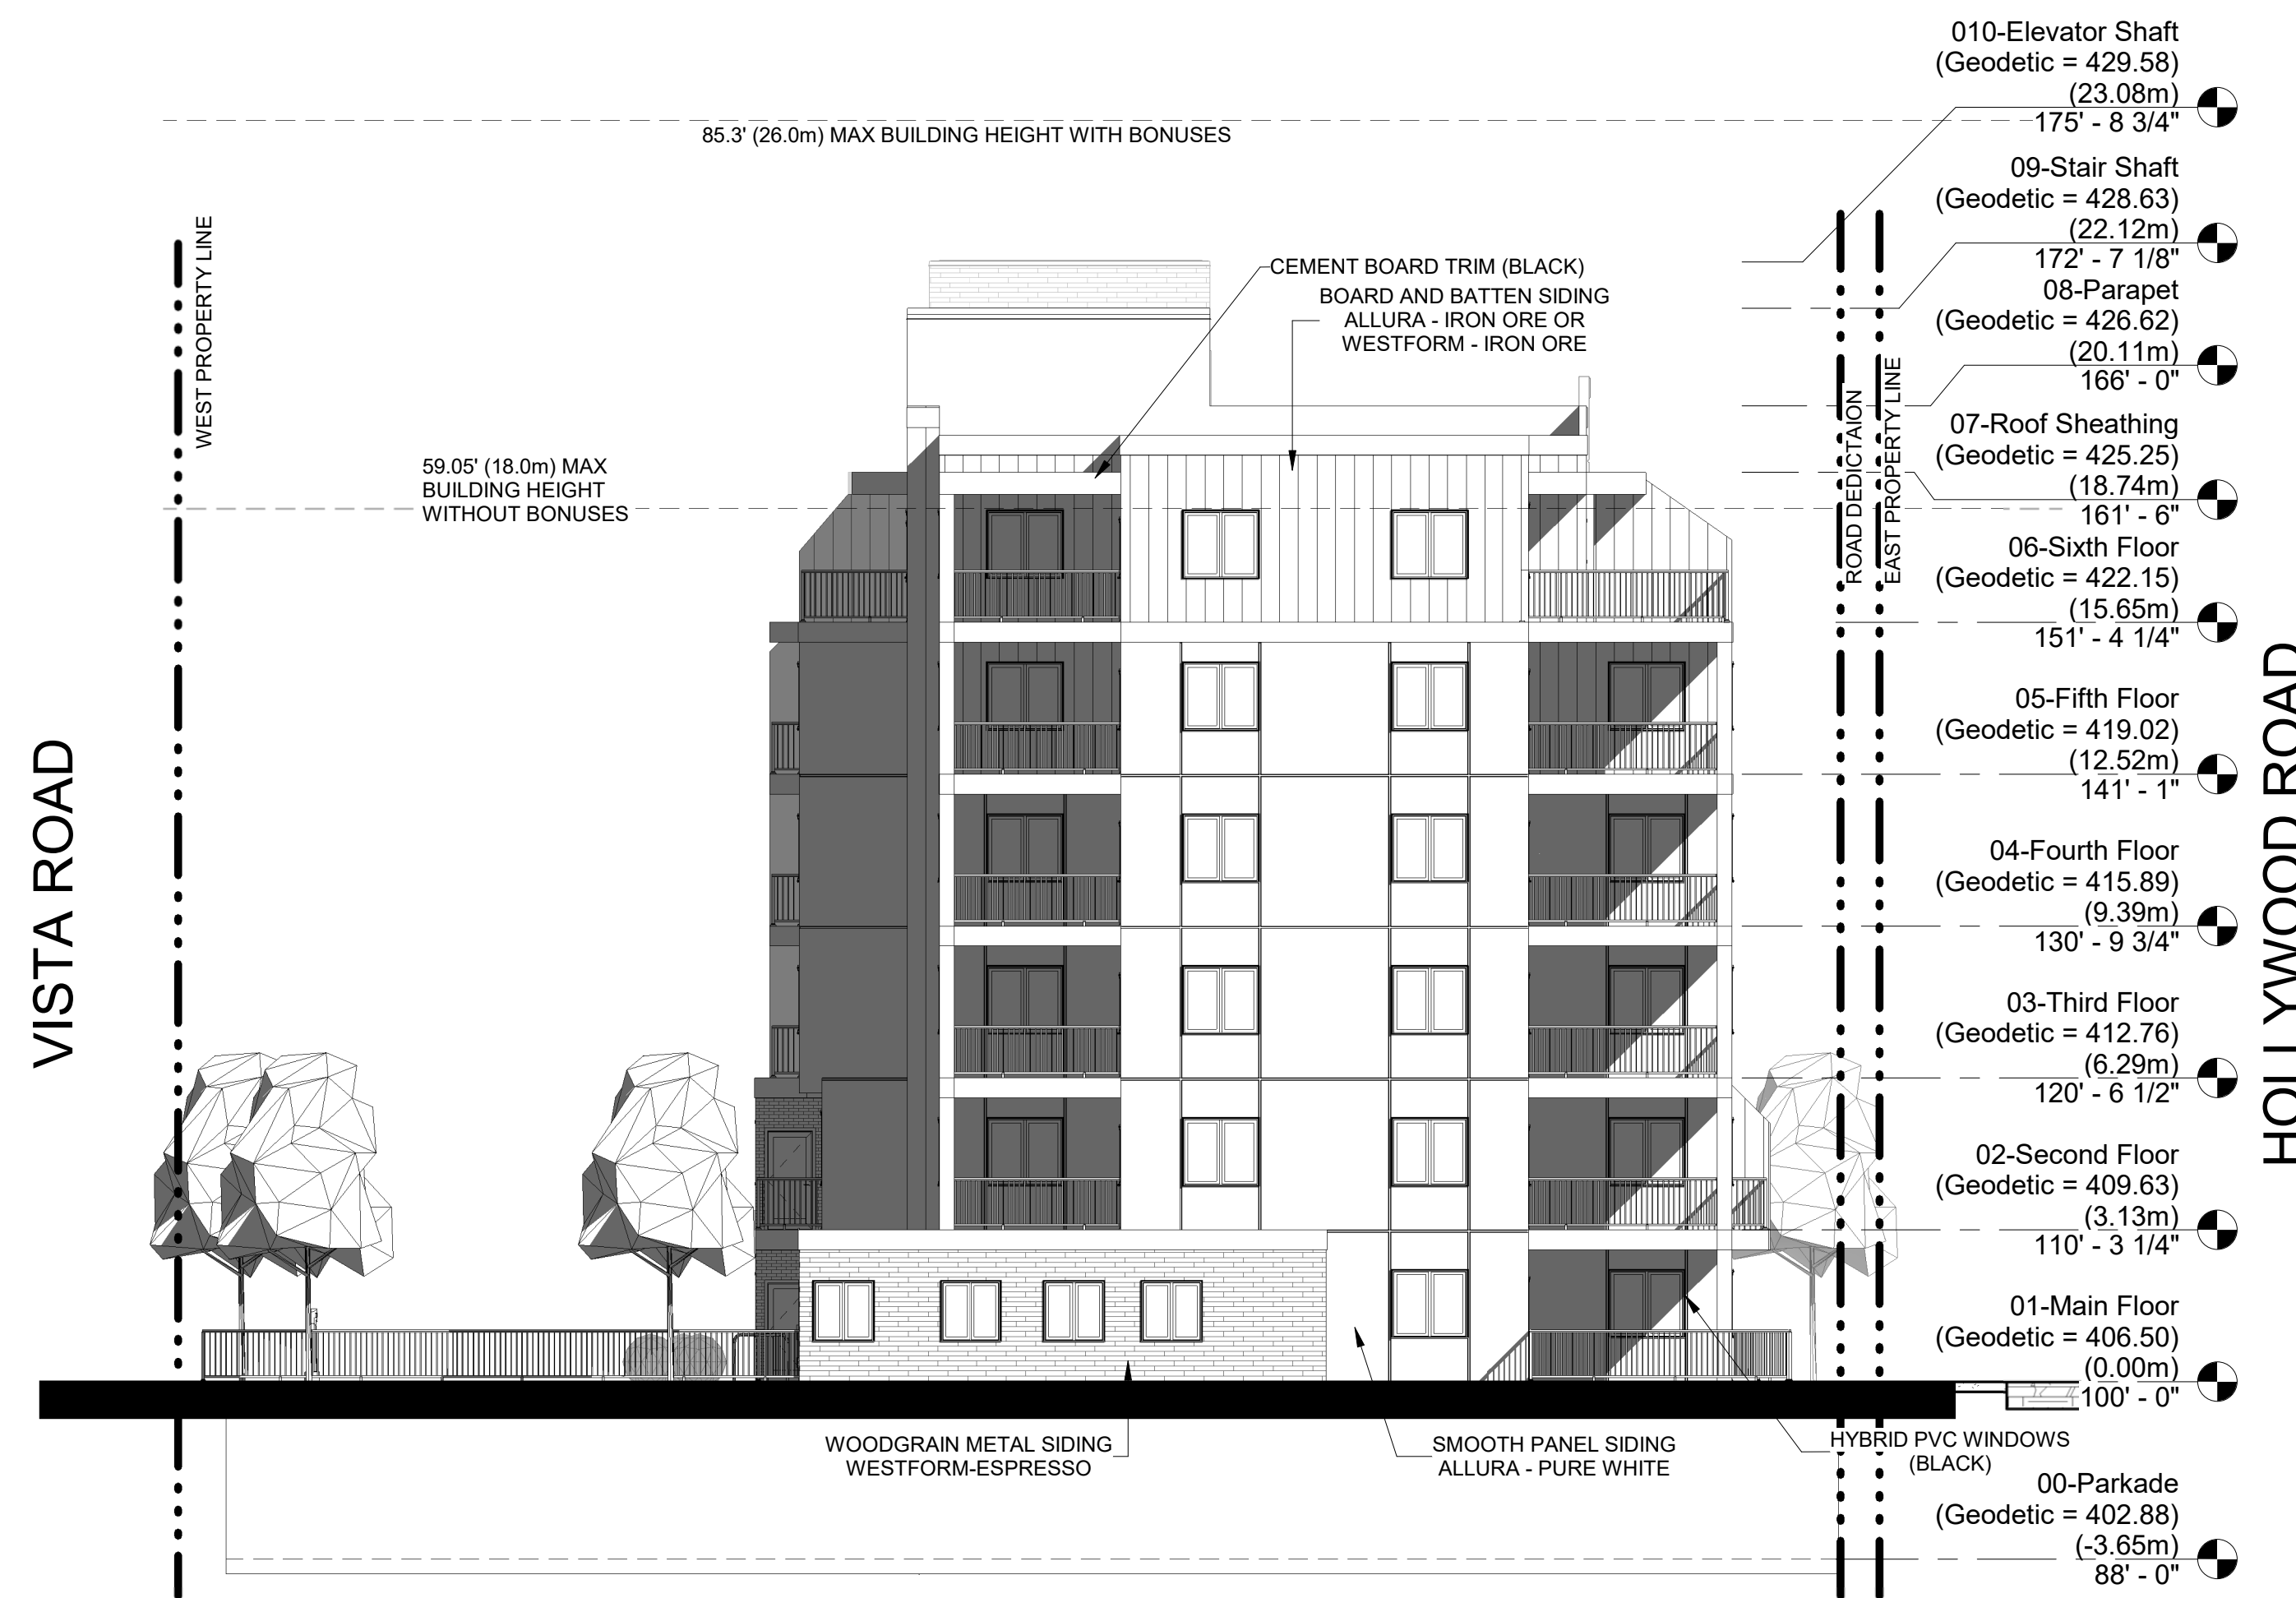 010-Elevator Shaft
(Geodetic = 429.58)
(23.08m)
175' - 8 3/4"
85.3' (26.0m) MAX BUILDING HEIGHT WITH BONUSES
09-Stair Shaft
(Geodetic = 428.63)
(22.12m)
172' - 7 1/8"
WEST PROPERTY LINE
CEMENT BOARD TRIM (BLACK)
BOARD AND BATTEN SIDING
ALLURA - IRON ORE OR
WESTFORM - IRON ORE
08-Parapet
(Geodetic = 426.62)
(20.11m)
166' - 0"
ROAD DEDICTAION
EAST PROPERTY LINE
07-Roof Sheathing
(Geodetic = 425.25)
(18.74m)
161' - 6"
59.05' (18.0m) MAX
BUILDING HEIGHT
WITHOUT BONUSES
06-Sixth Floor
(Geodetic = 422.15)
(15.65m)
151' - 4 1/4"
05-Fifth Floor
(Geodetic = 419.02)
(12.52m)
141' - 1"
VISTA ROAD
HOLLYWOOD ROAD
04-Fourth Floor
(Geodetic = 415.89)
(9.39m)
130' - 9 3/4"
03-Third Floor
(Geodetic = 412.76)
(6.29m)
120' - 6 1/2"
02-Second Floor
(Geodetic = 409.63)
(3.13m)
110' - 3 1/4"
01-Main Floor
(Geodetic = 406.50)
(0.00m)
100' - 0"
WOODGRAIN METAL SIDING
WESTFORM-ESPRESSO
SMOOTH PANEL SIDING
ALLURA - PURE WHITE
HYBRID PVC WINDOWS
(BLACK)
00-Parkade
(Geodetic = 402.88)
(-3.65m)
88' - 0"